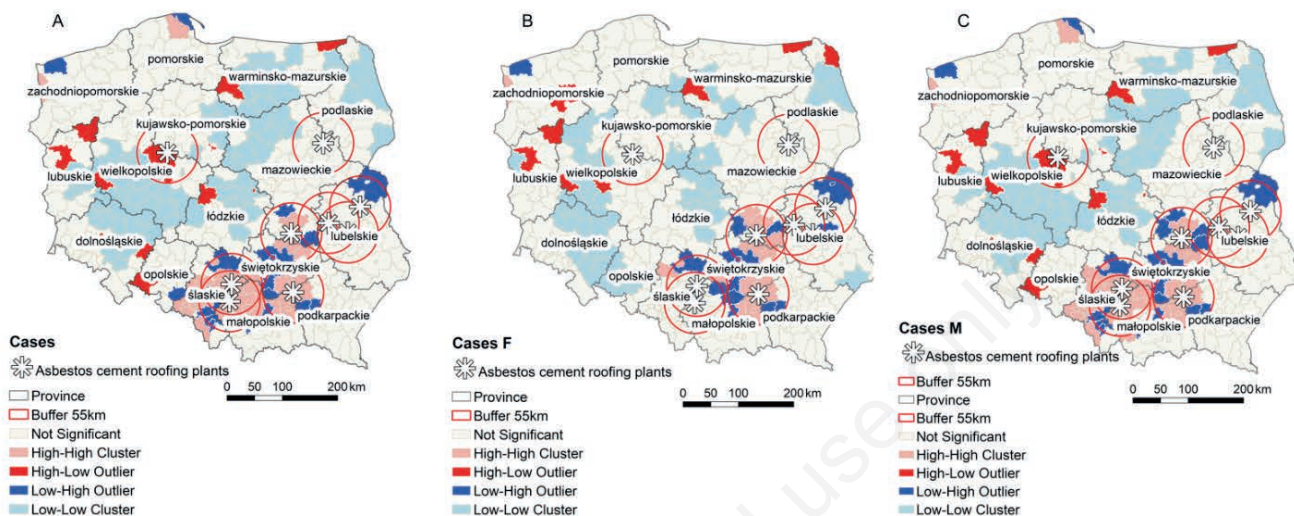 A
pomorskie
warminsko-mazurskie
zachodniopomorskie
podlaskie
kujawsko-pomorskie
mazowieckie
lubuskie
wielkopolskie
łódzkie
lubelskie
dolnośląskie
świętokrzyskie
opolskie
ślaskie
małopolskie
podkarpackie
Cases
Asbestos cement roofing plants
Province
Buffer 55km
Not Significant
High-High Cluster
High-Low Outlier
Low-High Outlier
Low-Low Cluster
0 50 100 200 km
B
pomorskie
warminsko-mazurskie
zachodniopomorskie
podlaskie
kujawsko-pomorskie
mazowieckie
lubuskie
wielkopolskie
łódzkie
lubelskie
dolnośląskie
świętokrzyskie
opolskie
ślaskie
małopolskie
podkarpackie
Cases F
Asbestos cement roofing plants
Province
Buffer 55km
Not Significant
High-High Cluster
High-Low Outlier
Low-High Outlier
Low-Low Cluster
0 50 100 200 km
C
pomorskie
warminsko-mazurskie
zachodniopomorskie
podlaskie
kujawsko-pomorskie
mazowieckie
lubuskie
wielkopolskie
łódzkie
lubelskie
dolnośląskie
świętokrzyskie
opolskie
ślaskie
małopolskie
podkarpackie
Cases M
Asbestos cement roofing plants
Buffer 55km
Province
Buffer 55km
Not Significant
High-High Cluster
High-Low Outlier
Low-High Outlier
Low-Low Cluster
0 50 100 200 km
use only